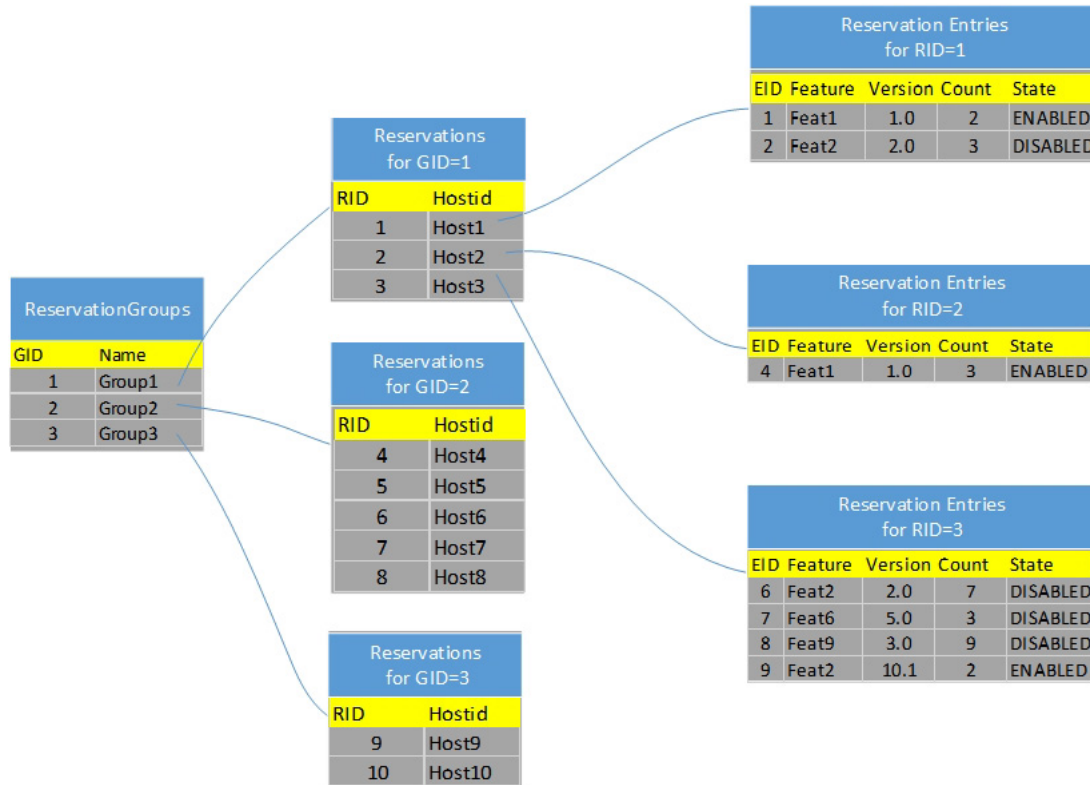 ReservationGroups
GID Name
1 Group1
2 Group2
3 Group3
Reservations
for GID=1
RID Hostid
1 Host1
2 Host2
3 Host3
Reservations
for GID=2
RID Hostid
4 Host4
5 Host5
6 Host6
7 Host7
8 Host8
Reservations
for GID=3
RID Hostid
9 Host9
10 Host10
Reservation Entries
for RID=1
EID Feature Version Count State
1 Feat1 1.0 2 ENABLED
2 Feat2 2.0 3 DISABLED
Reservation Entries
for RID=2
EID Feature Version Count State
4 Feat1 1.0 3 ENABLED
Reservation Entries
for RID=3
EID Feature Version Count State
6 Feat2 2.0 7 DISABLED
7 Feat6 5.0 3 DISABLED
8 Feat9 3.0 9 DISABLED
9 Feat2 10.1 2 ENABLED